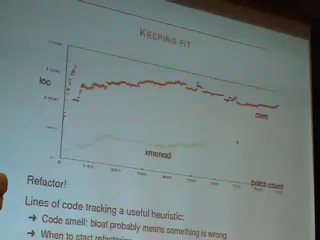 KEEPING FIT
loc
dwm
xmonad
patch count
Refactor!
Lines of code tracking a useful heuristic:
➔ Code smell: bloat probably means something is wrong
➔ When to start refactoring